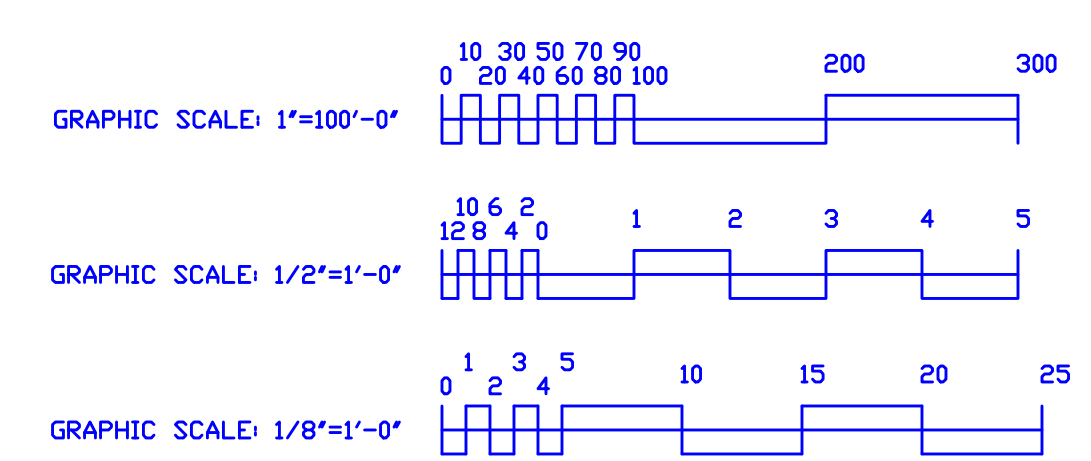 10 30 50 70 90
0 20 40 60 80 100 200 300
GRAPHIC SCALE: 1"=100'-0"
10 6 2
12 8 4 0 1 2 3 4 5
GRAPHIC SCALE: 1/2"=1'-0"
1 3 5
0 2 4 10 15 20 25
GRAPHIC SCALE: 1/8"=1'-0"